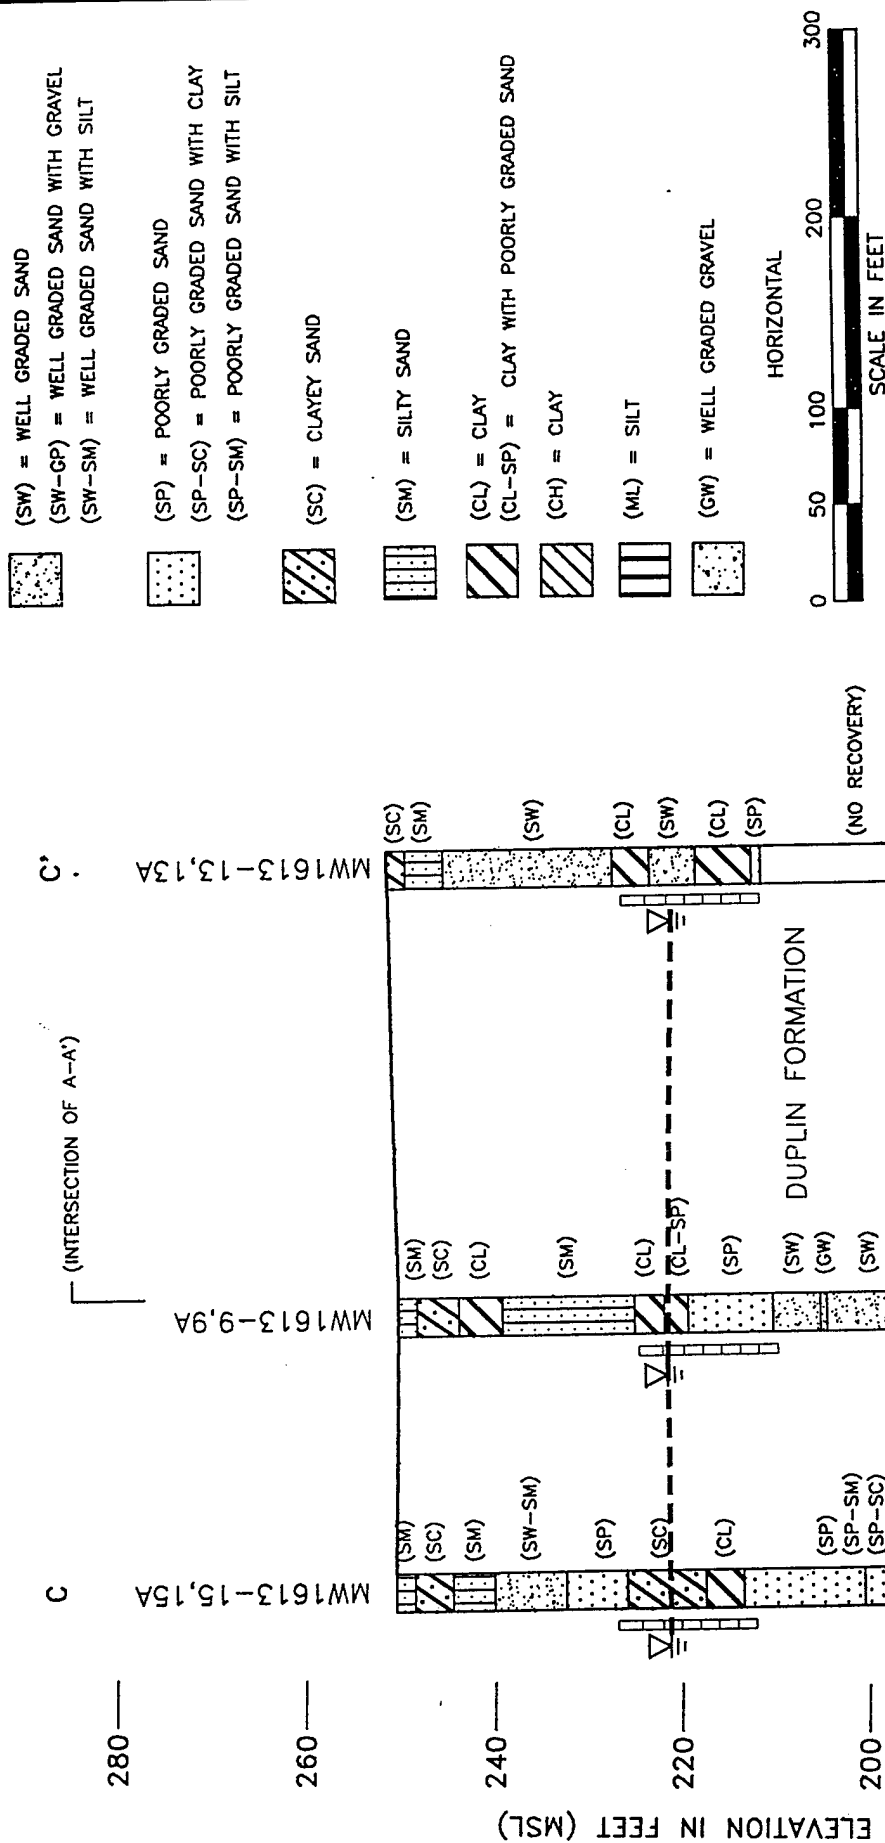 C
C'
(INTERSECTION OF A-A')
MW1613-15,15A
MW1613-9,9A
MW1613-13,13A
280
260
240
220
200
ELEVATION IN FEET (MSL)
(SM)
(SC)
(SM)
(SW-SM)
(SP)
(SC)
(CL)
(SP)
(SP-SM)
(SP-SC)
(SM)
(SC)
(CL)
(SM)
(CL)
(CL-SP)
(SP)
(SW)
(GW)
(SW)
(SC)
(SM)
(SW)
(CL)
(SW)
(CL)
(SP)
(NO RECOVERY)
DUPLIN FORMATION
(SW) = WELL GRADED SAND
(SW-GP) = WELL GRADED SAND WITH GRAVEL
(SW-SM) = WELL GRADED SAND WITH SILT
(SP) = POORLY GRADED SAND
(SP-SC) = POORLY GRADED SAND WITH CLAY
(SP-SM) = POORLY GRADED SAND WITH SILT
(SC) = CLAYEY SAND
(SM) = SILTY SAND
(CL) = CLAY
(CL-SP) = CLAY WITH POORLY GRADED SAND
(CH) = CLAY
(ML) = SILT
(GW) = WELL GRADED GRAVEL
HORIZONTAL
0 50 100 200 300
SCALE IN FEET